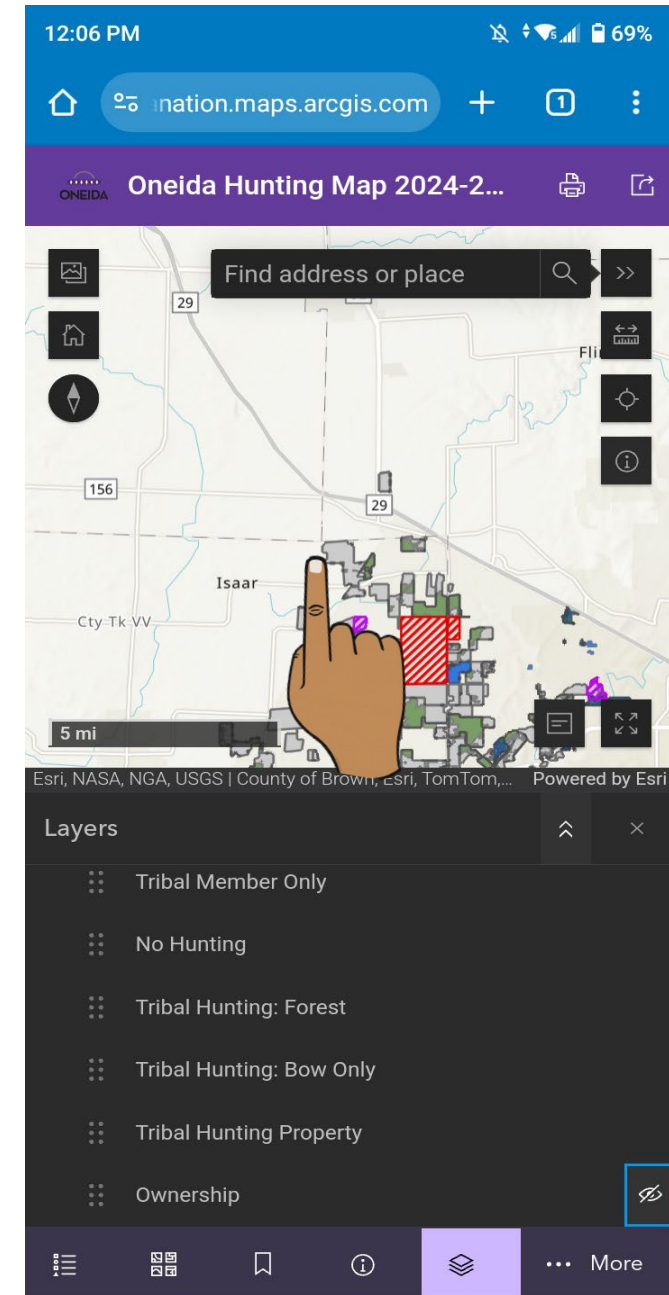 12:06 PM
5
69%
anation.maps.arcgis.com
1
ONEIDA
Oneida Hunting Map 2024-2...
Find address or place
29
Fli
156
29
Isaar
Cty Tk VV
5 mi
Esri, NASA, NGA, USGS | County of Brown, Esri, TomTom,...
Powered by Esri
Layers
Tribal Member Only
No Hunting
Tribal Hunting: Forest
Tribal Hunting: Bow Only
Tribal Hunting Property
Ownership
More